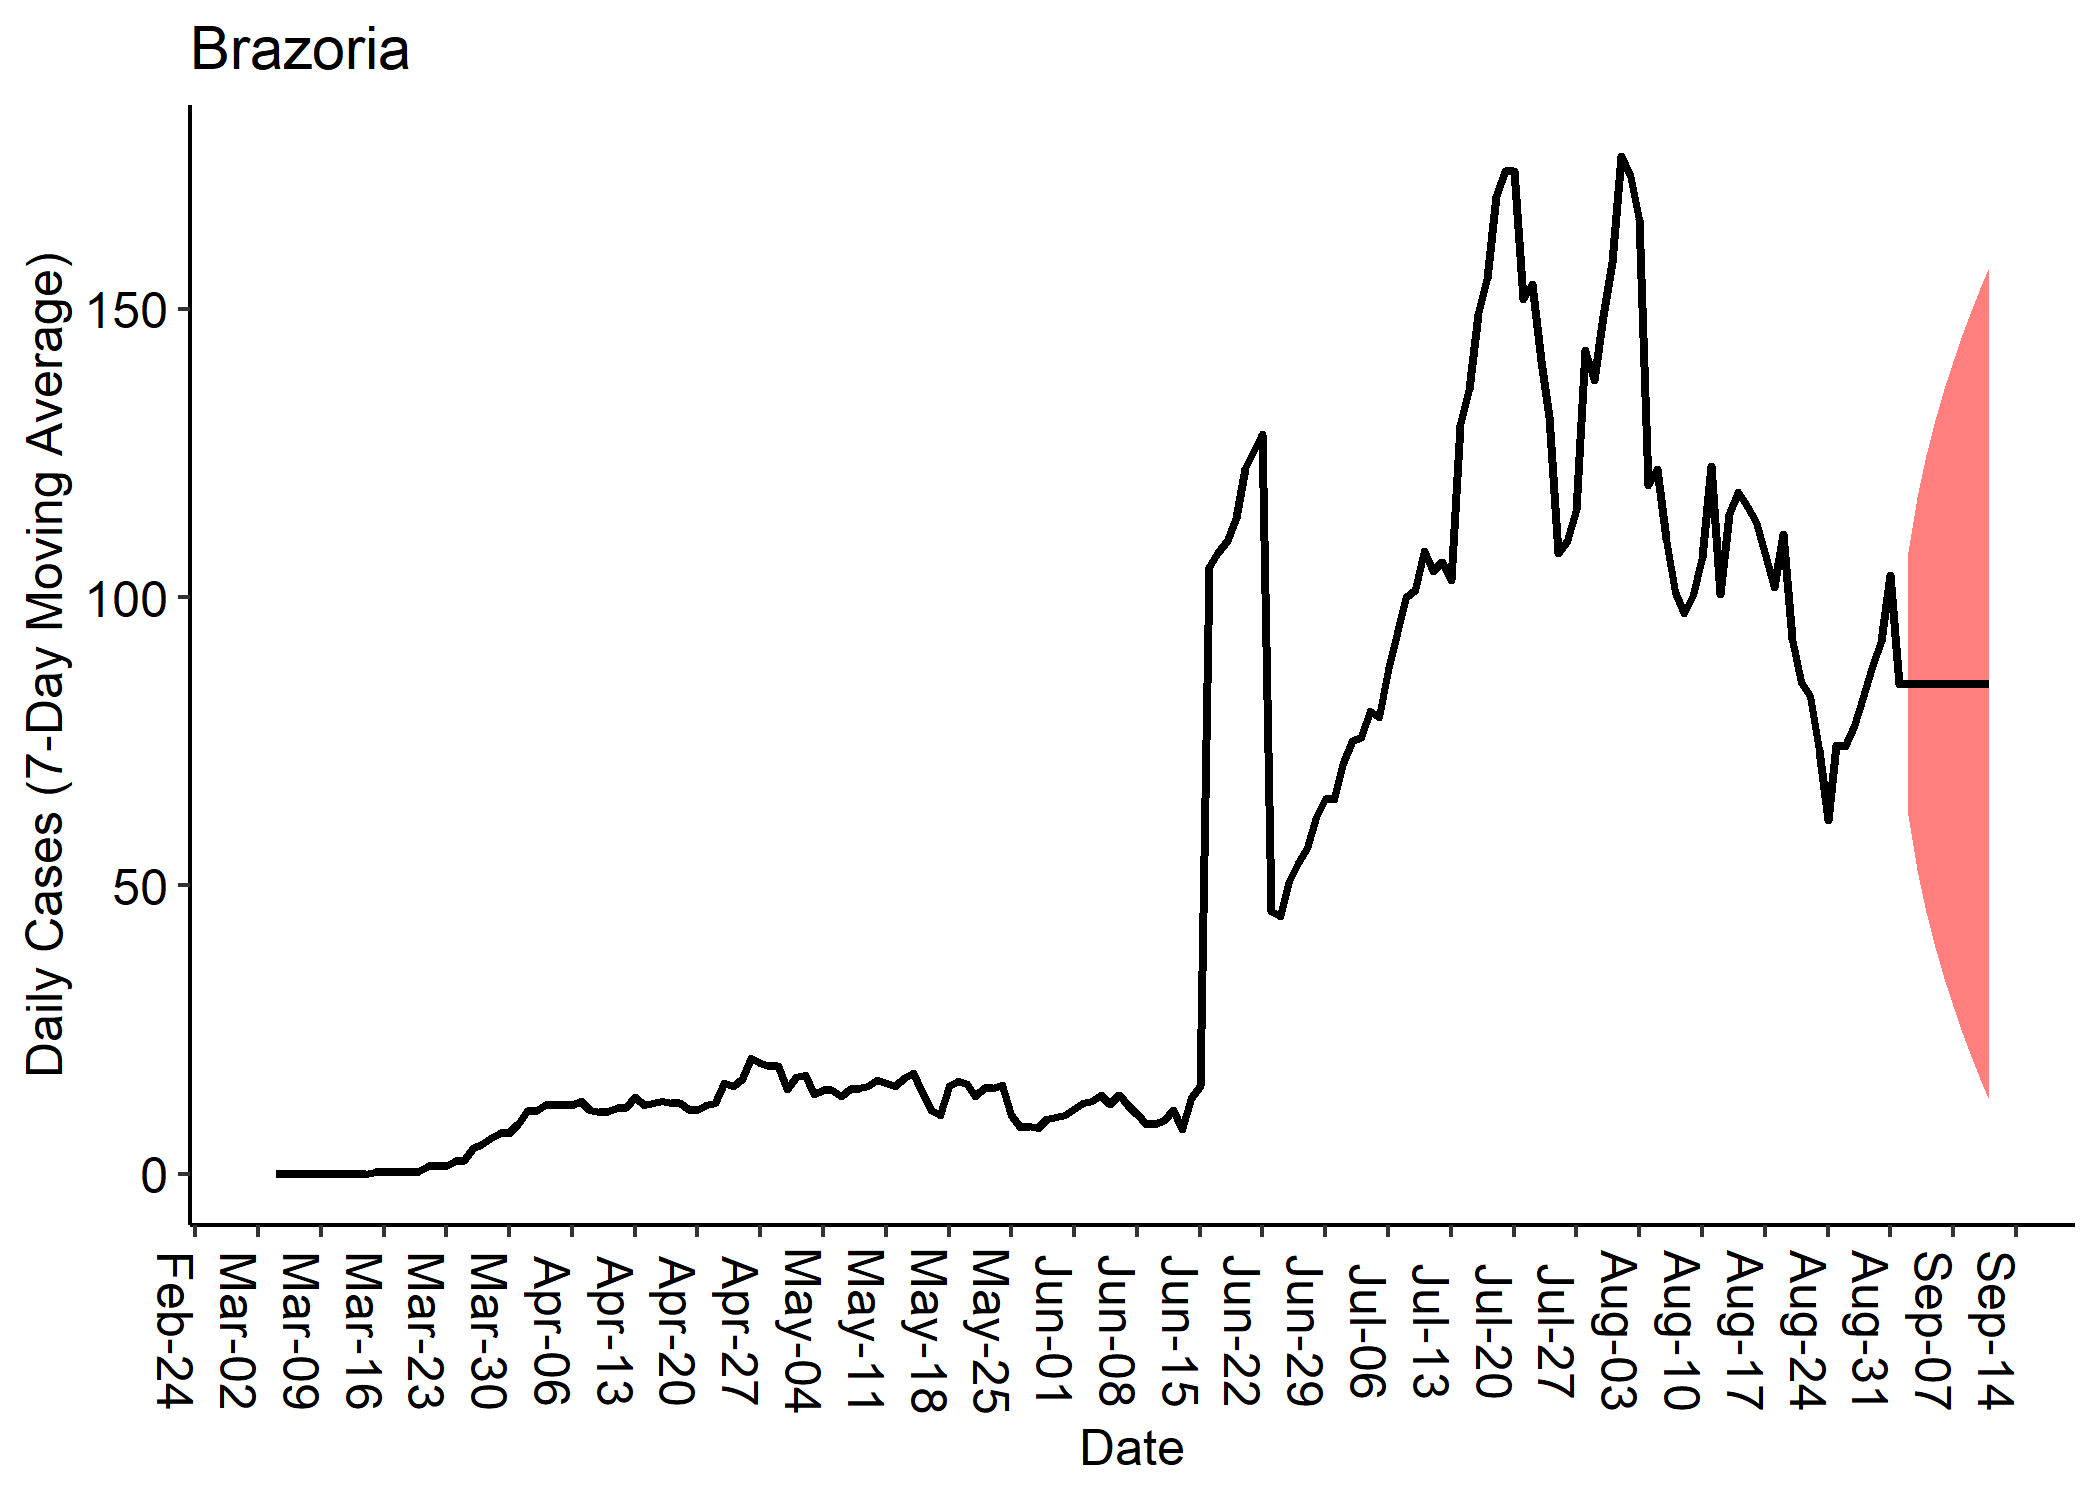 Brazoria
Daily Cases (7-Day Moving Average)
150
100
50
0
Feb-24
Mar-02
Mar-09
Mar-16
Mar-23
Mar-30
Apr-06
Apr-13
Apr-20
Apr-27
May-04
May-11
May-18
May-25
Jun-01
Jun-08
Jun-15
Jun-22
Jun-29
Jul-06
Jul-13
Jul-20
Jul-27
Aug-03
Aug-10
Aug-17
Aug-24
Aug-31
Sep-07
Sep-14
Date